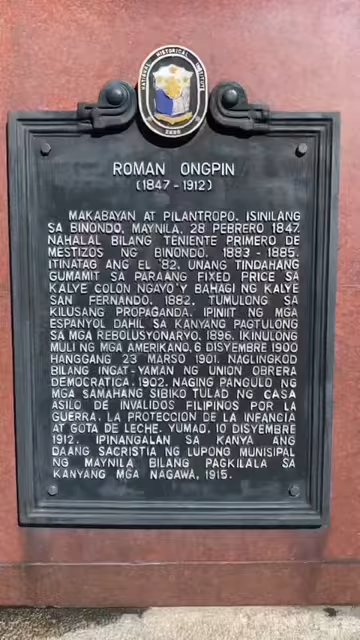 NATIONAL HISTORICAL INSTITUTE
ROMAN ONGPIN
(1847 - 1912)
MAKABAYAN AT PILANTROPO. ISINILANG
SA BINONDO, MAYNILA, 28 PEBRERO 1847.
NAHALAL BILANG TENIENTE PRIMERO DE
MESTIZOS NG BINONDO, 1883 - 1885.
ITINATAG ANG EL '82, UNANG TINDAHANG
GUMAMIT SA PARAANG FIXED PRICE SA
KALYE COLON NGAYO'Y BAHAGI NG KALYE
SAN FERNANDO, 1882. TUMULONG SA
KILUSANG PROPAGANDA. IPINIIT NG MGA
ESPANYOL DAHIL SA KANYANG PAGTULONG
SA MGA REBOLUSYONARYO, 1896. IKINULONG
MULI NG MGA AMERIKANO, 6 DISYEMBRE 1900
HANGGANG 23 MARSO 1901. NAGLINGKOD
BILANG INGAT-YAMAN NG UNION OBRERA
DEMOCRATICA, 1902. NAGING PANGULO NG
MGA SAMAHANG SIBIKO TULAD NG CASA
ASILO DE INVALIDOS FILIPINOS POR LA
GUERRA, LA PROTECCION DE LA INFANCIA
AT GOTA DE LECHE. YUMAO, 10 DISYEMBRE
1912. IPINANGALAN SA KANYA ANG
DAANG SACRISTIA NG LUPONG MUNISIPAL
NG MAYNILA BILANG PAGKILALA SA
KANYANG MGA NAGAWA, 1915.